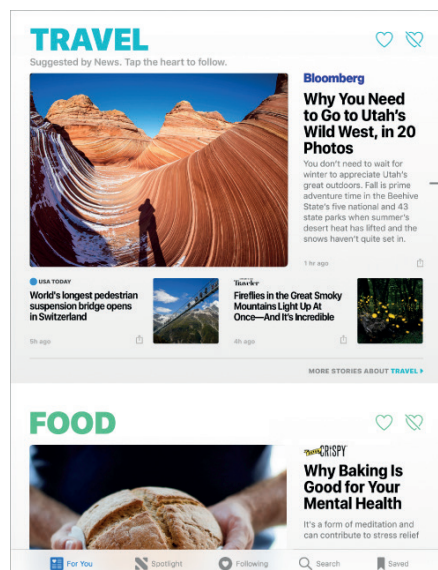 TRAVEL
Suggested by News. Tap the heart to follow.
Bloomberg
Why You Need
to Go to Utah's
Wild West, in 20
Photos
You don't need to wait for
winter to appreciate Utah's
great outdoors. Fall is prime
adventure time in the Beehive
State's five national and 43
state parks when summer's
desert heat has lifted and the
snows haven't quite set in.
1 hr ago
USA TODAY
World's longest pedestrian
suspension bridge opens
in Switzerland
5h ago
Traveler
Fireflies in the Great Smoky
Mountains Light Up At
Once—And It's Incredible
4h ago
MORE STORIES ABOUT TRAVEL
FOOD
CRISPY
Why Baking Is
Good for Your
Mental Health
It's a form of meditation and
can contribute to stress relief
For You
Spotlight
Following
Search
Saved